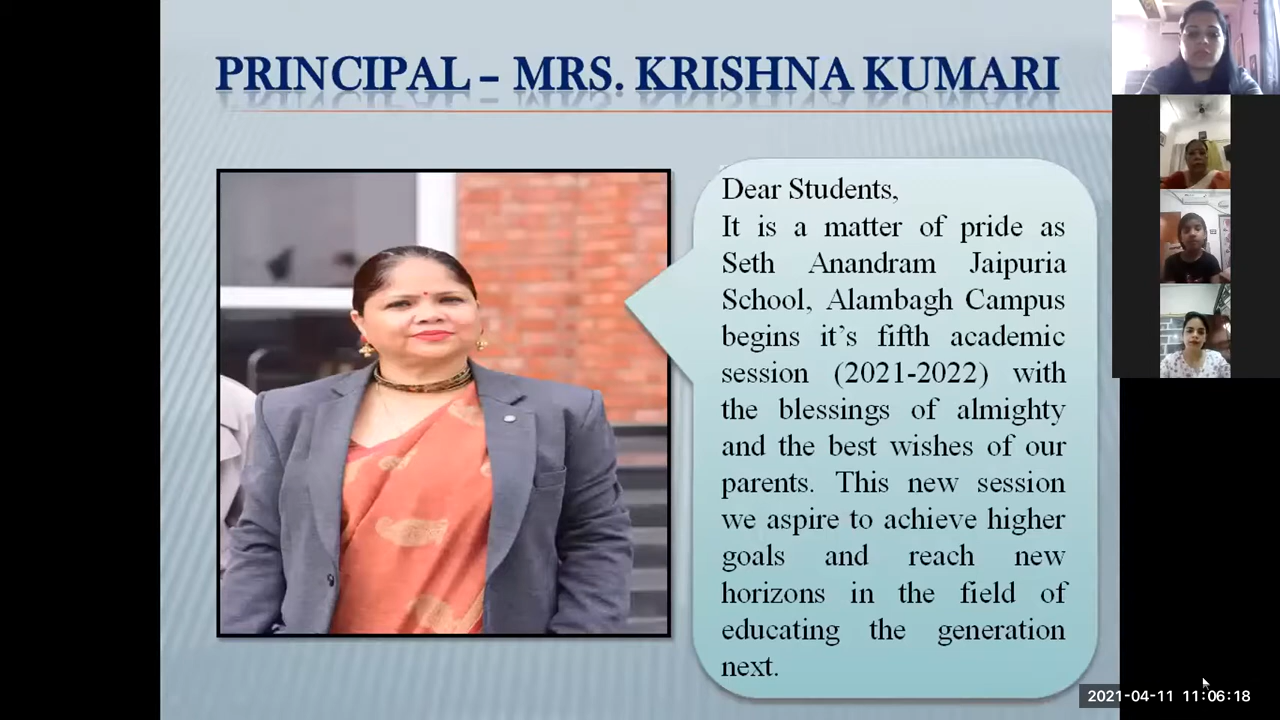 PRINCIPAL – MRS. KRISHNA KUMARI
Dear Students,
It is a matter of pride as
Seth Anandram Jaipuria
School, Alambagh Campus
begins it’s fifth academic
session (2021-2022) with
the blessings of almighty
and the best wishes of our
parents. This new session
we aspire to achieve higher
goals and reach new
horizons in the field of
educating the generation
next.
2021-04-11 11:06:18